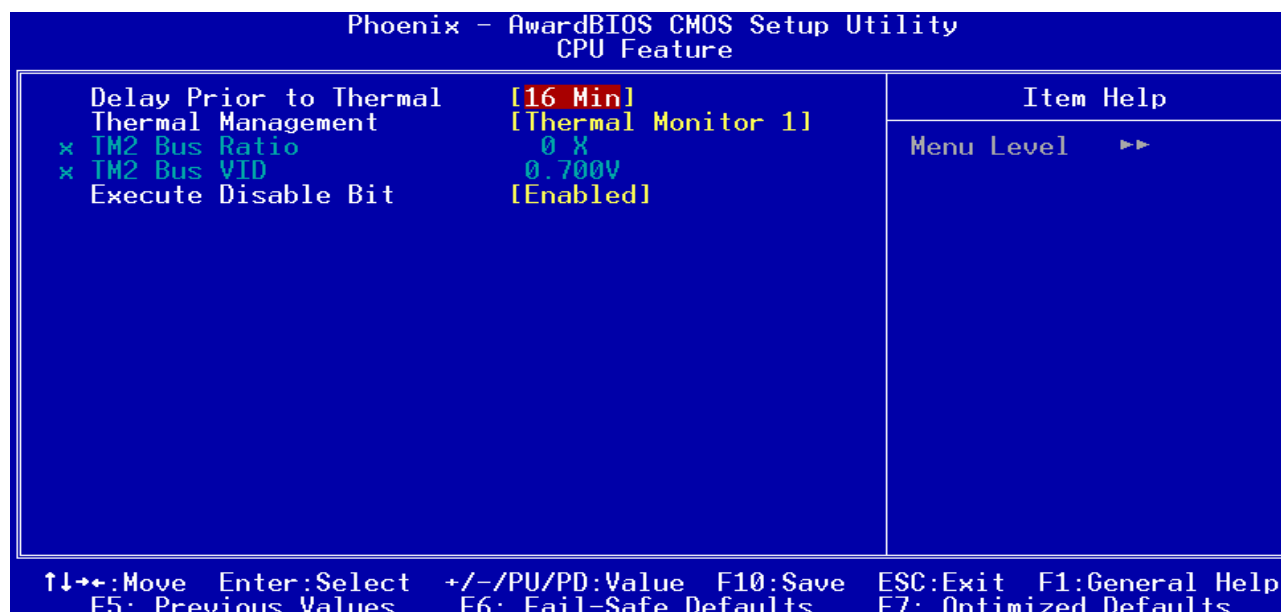 Phoenix - AwardBIOS CMOS Setup Utility
CPU Feature
Delay Prior to Thermal [16 Min]
Thermal Management [Thermal Monitor 1]
x TM2 Bus Ratio 0 X
x TM2 Bus VID 0.700V
Execute Disable Bit [Enabled]
Item Help
Menu Level ►►
↑↓→←:Move Enter:Select +/-/PU/PD:Value F10:Save ESC:Exit F1:General Help
F5: Previous Values F6: Fail-Safe Defaults F7: Optimized Defaults